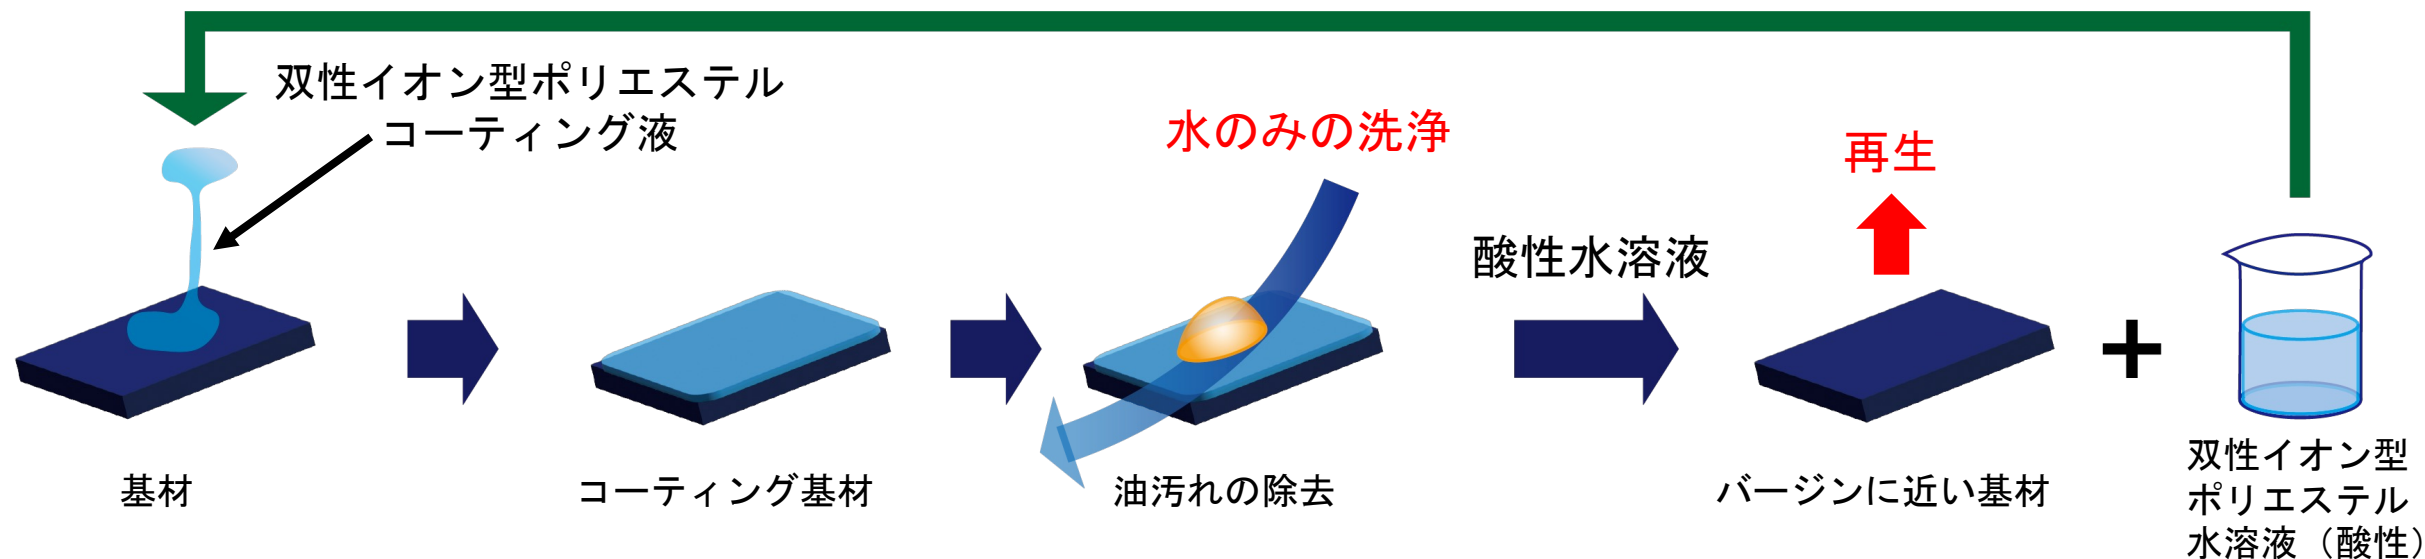 双性イオン型ポリエステル
コーティング液
水のみの洗浄
再生
酸性水溶液
+
基材
コーティング基材
油汚れの除去
バージンに近い基材
双性イオン型
ポリエステル
水溶液（酸性）